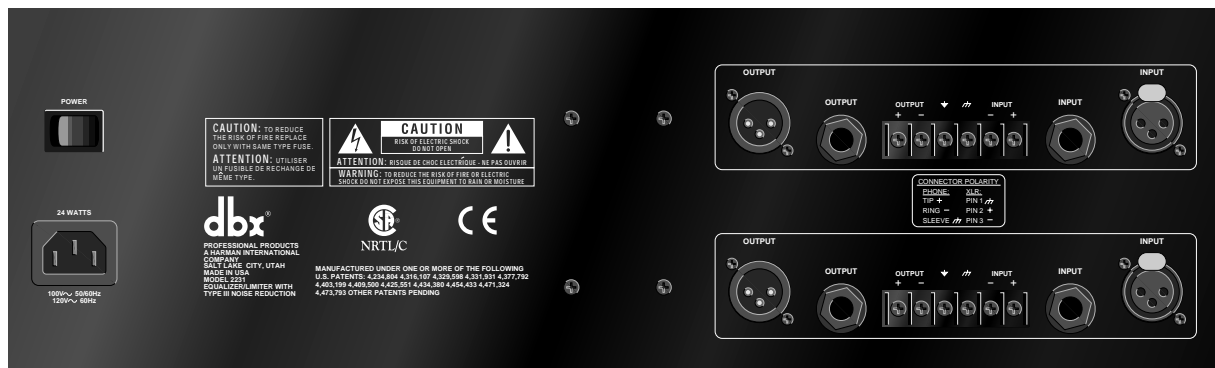 POWER
24 WATTS
100V~ 50/60Hz
120V~ 60Hz
CAUTION: TO REDUCE
THE RISK OF FIRE REPLACE
ONLY WITH SAME TYPE FUSE.
ATTENTION: UTILISER
UN FUSIBLE DE RECHANGE DE
MÊME TYPE.
CAUTION
RISK OF ELECTRIC SHOCK
DO NOT OPEN
ATTENTION: RISQUE DE CHOC ELECTRÍQUE - NE PAS OUVRIR
WARNING: TO REDUCE THE RISK OF FIRE OR ELECTRIC
SHOCK DO NOT EXPOSE THIS EQUIPMENT TO RAIN OR MOISTURE
dbx®
PROFESSIONAL PRODUCTS
A HARMAN INTERNATIONAL
COMPANY
SALT LAKE CITY, UTAH
MADE IN USA
MODEL 2231
EQUALIZER/LIMITER WITH
TYPE III NOISE REDUCTION
SA®
NRTL/C
CE
MANUFACTURED UNDER ONE OR MORE OF THE FOLLOWING
U.S. PATENTS: 4,234,804 4,316,107 4,329,598 4,331,931 4,377,792
4,403,199 4,409,500 4,425,551 4,434,380 4,454,433 4,471,324
4,473,793 OTHER PATENTS PENDING
OUTPUT
OUTPUT
OUTPUT INPUT
+ − − +
INPUT
INPUT
CONNECTOR POLARITY
PHONE: XLR:
TIP + PIN 1
RING − PIN 2 +
SLEEVE PIN 3 −
OUTPUT
OUTPUT
OUTPUT INPUT
+ − − +
INPUT
INPUT